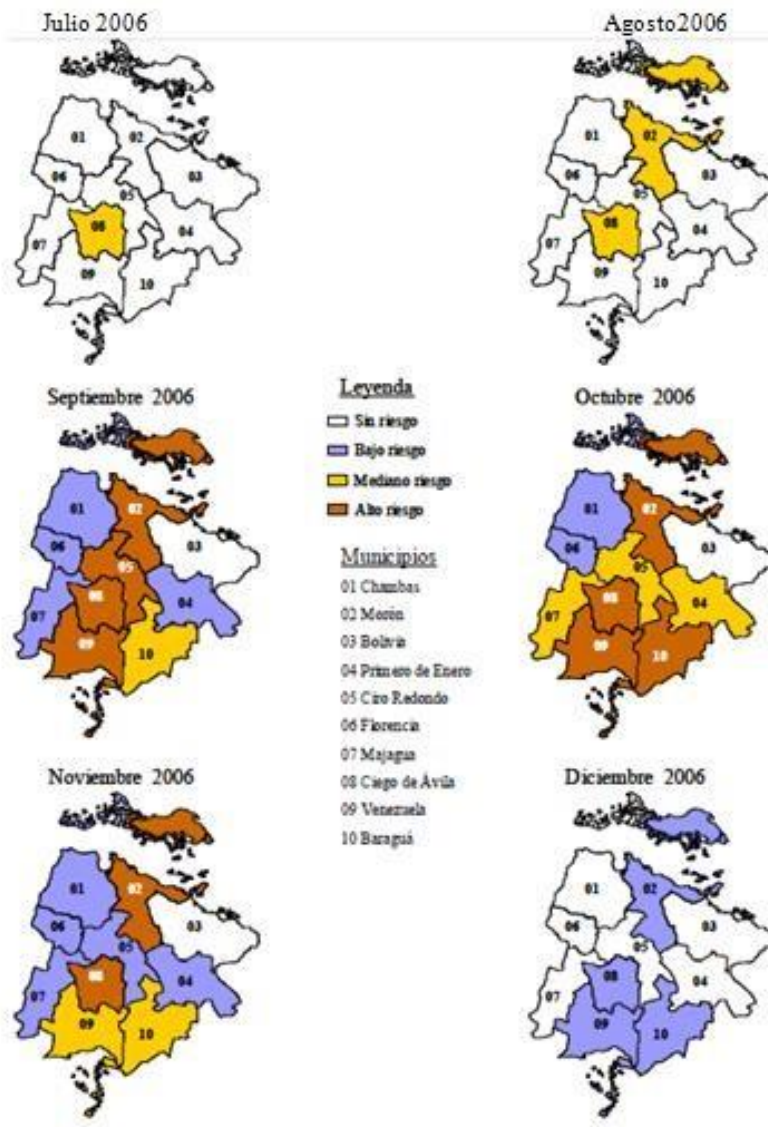 Julio 2006
Agosto2006
01
02
03
04
05
06
07
08
09
10
01
02
03
04
05
06
07
08
09
10
Leyenda
Sin riesgo
Bajo riesgo
Mediano riesgo
Alto riesgo
Municipios
01 Chambas
02 Morón
03 Bolivia
04 Primero de Enero
05 Ciro Redondo
06 Florencia
07 Majagua
08 Ciego de Ávila
09 Venezuela
10 Baraguá
Septiembre 2006
Octubre 2006
01
02
03
04
05
06
07
08
09
10
01
02
03
04
05
06
07
08
09
10
Noviembre 2006
Diciembre 2006
01
02
03
04
05
06
07
08
09
10
01
02
03
04
05
06
07
08
09
10